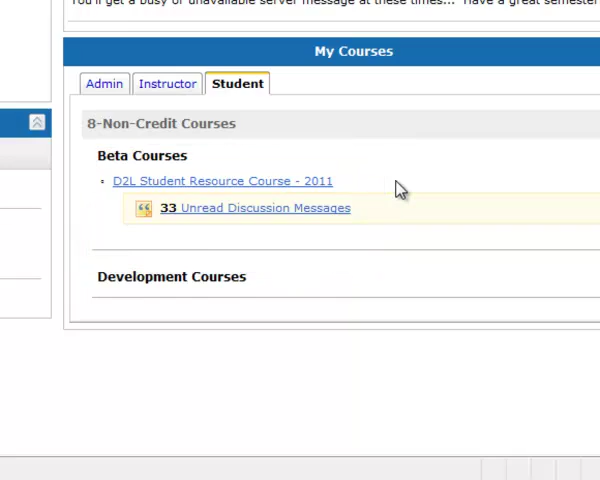 You'll get a busy or unavailable server message at these times... Have a great semester
My Courses
Admin Instructor Student
8-Non-Credit Courses
Beta Courses
D2L Student Resource Course - 2011
33 Unread Discussion Messages
Development Courses